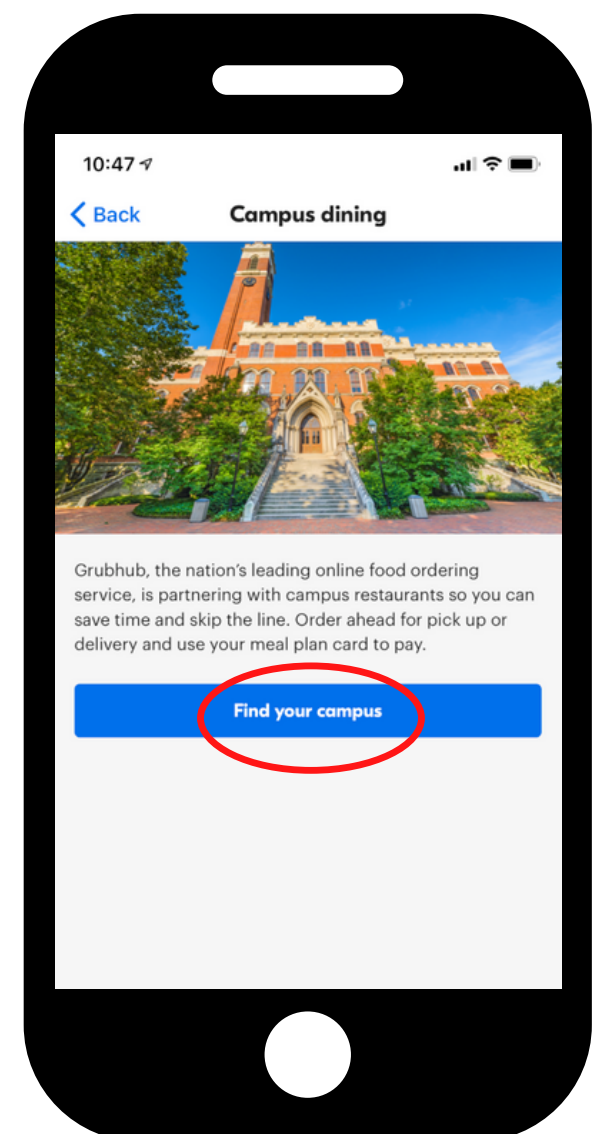 10:47
Back
Campus dining
Grubhub, the nation’s leading online food ordering
service, is partnering with campus restaurants so you can
save time and skip the line. Order ahead for pick up or
delivery and use your meal plan card to pay.
Find your campus